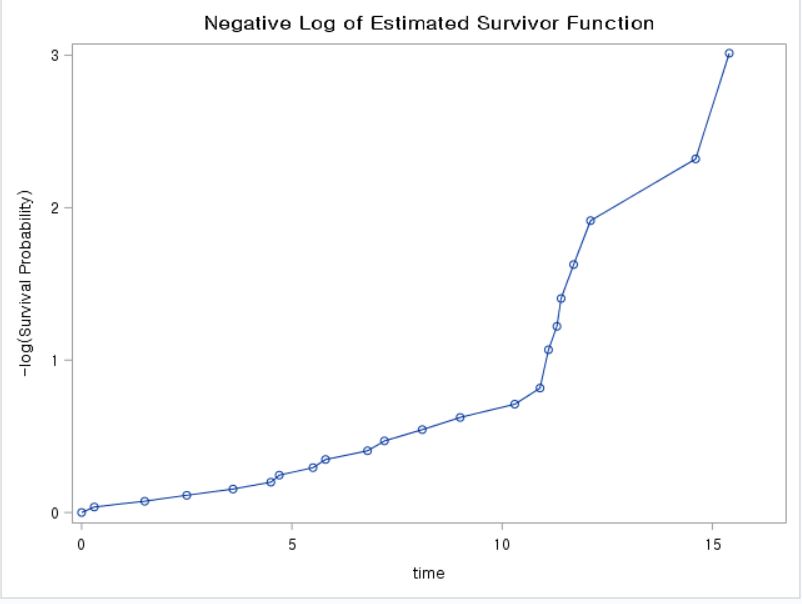 Negative Log of Estimated Survivor Function
3
2
1
0
−log(Survival Probability)
0 5 10 15
time